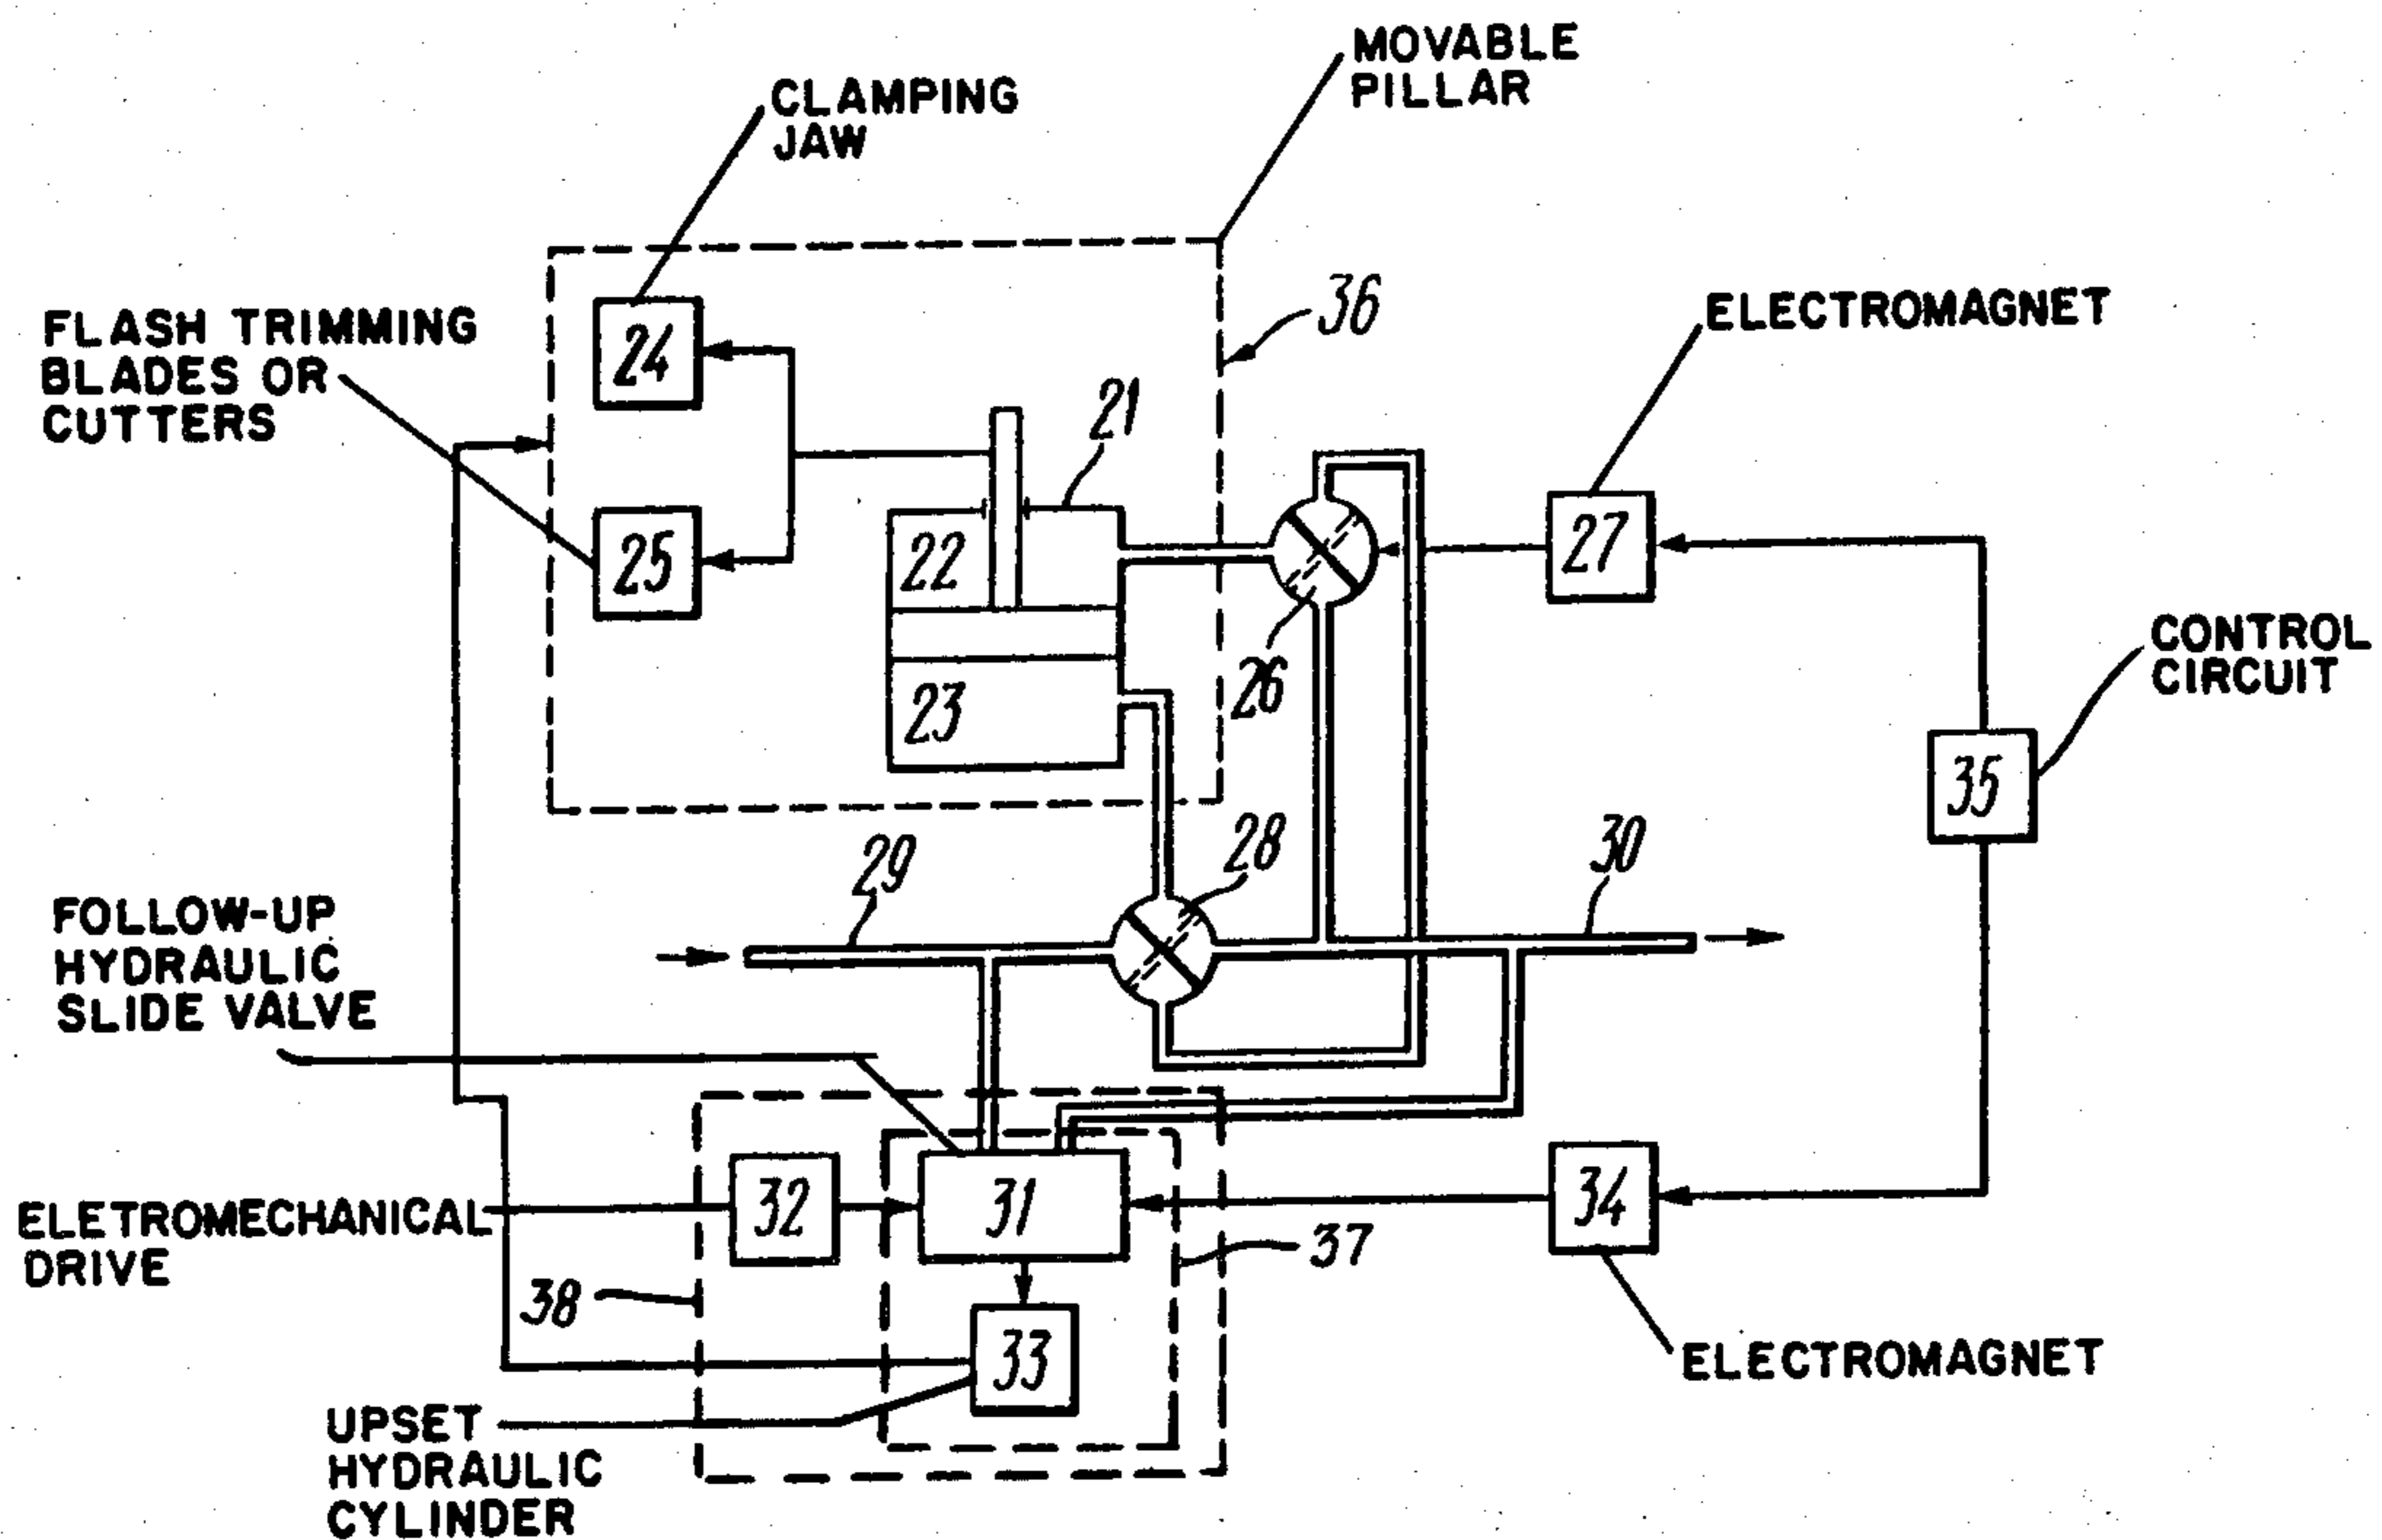 MOVABLE
PILLAR
CLAMPING
JAW
36
ELECTROMAGNET
FLASH TRIMMING
BLADES OR
CUTTERS
24
21
25
22
27
CONTROL
CIRCUIT
26
23
35
28
29
30
FOLLOW-UP
HYDRAULIC
SLIDE VALVE
32
31
34
ELETROMECHANICAL
DRIVE
37
38
33
ELECTROMAGNET
UPSET
HYDRAULIC
CYLINDER